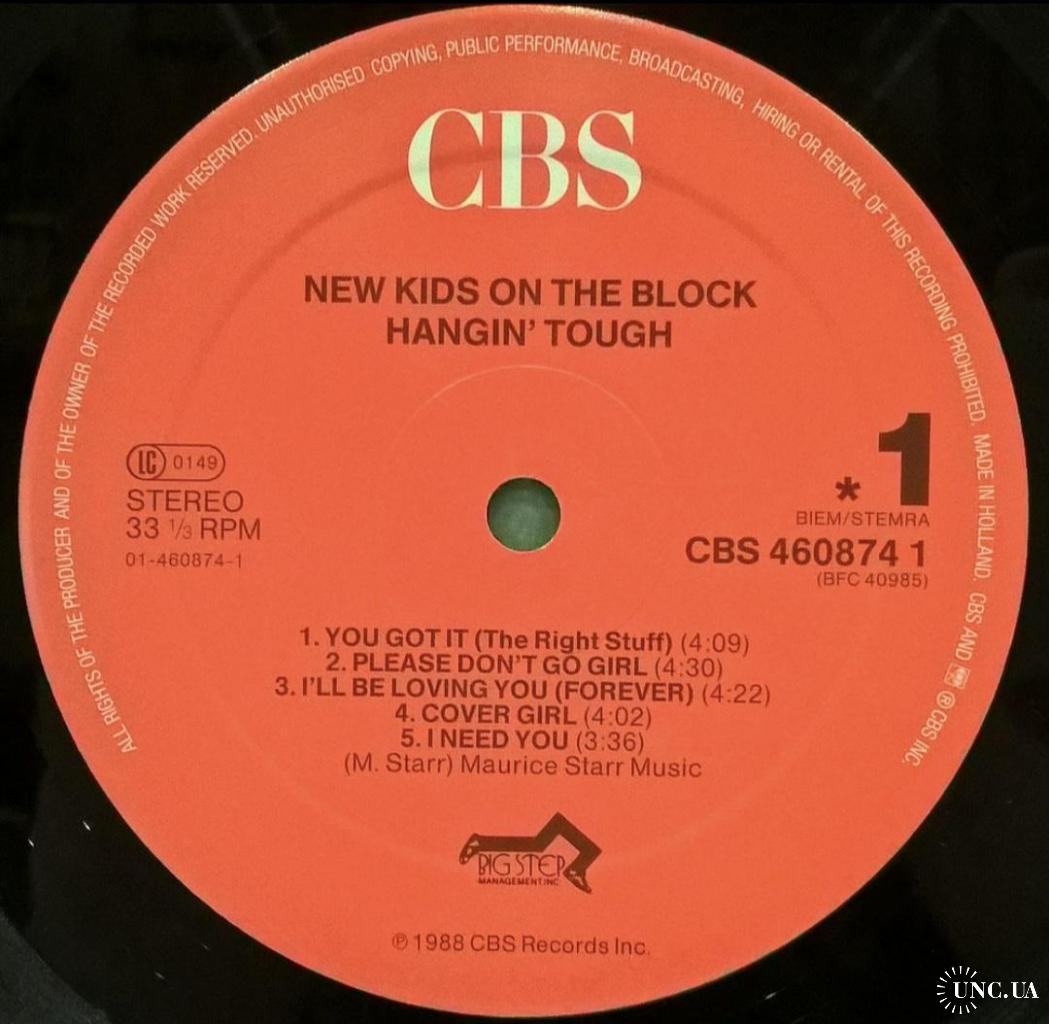 ALL RIGHTS OF THE PRODUCER AND OF THE OWNER OF THE RECORDED WORK RESERVED. UNAUTHORISED COPYING, PUBLIC PERFORMANCE, BROADCASTING, HIRING OR RENTAL OF THIS RECORDING PROHIBITED. MADE IN HOLLAND. CBS AND ® CBS INC.
CBS
NEW KIDS ON THE BLOCK
HANGIN' TOUGH
LC 0149
STEREO
33 1/3 RPM
01-460874-1
* 1
BIEM/STEMRA
CBS 460874 1
(BFC 40985)
1. YOU GOT IT (The Right Stuff) (4:09)
2. PLEASE DON'T GO GIRL (4:30)
3. I'LL BE LOVING YOU (FOREVER) (4:22)
4. COVER GIRL (4:02)
5. I NEED YOU (3:36)
(M. Starr) Maurice Starr Music
BIG STEP
MANAGEMENT, INC
℗ 1988 CBS Records Inc.
UNC.UA